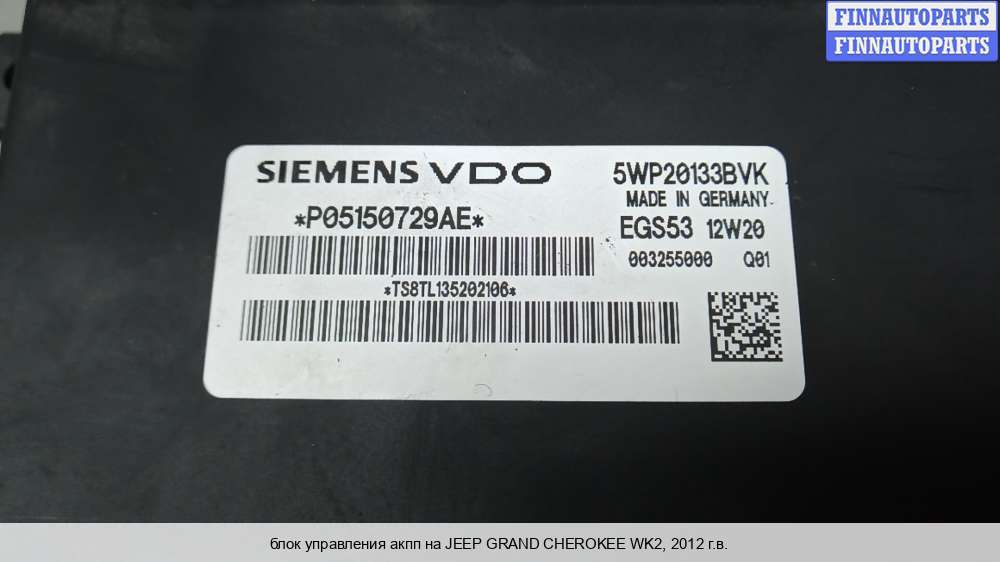 FINNAUTOPARTS
FINNAUTOPARTS
SIEMENS VDO
5WP20133BVK
MADE IN GERMANY
*P05150729AE*
EGS53 12W20
003255000 Q01
*TS8TL135202106*
блок управления акпп на JEEP GRAND CHEROKEE WK2, 2012 г.в.